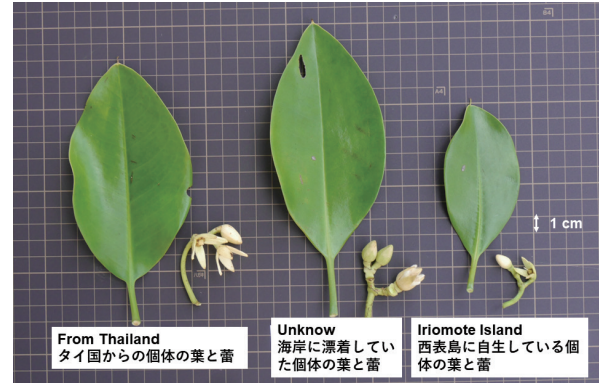 From Thailand
タイ国からの個体の葉と蕾
Unknow
海岸に漂着してい
た個体の葉と蕾
Iriomote Island
西表島に自生している個
体の葉と蕾
1 cm